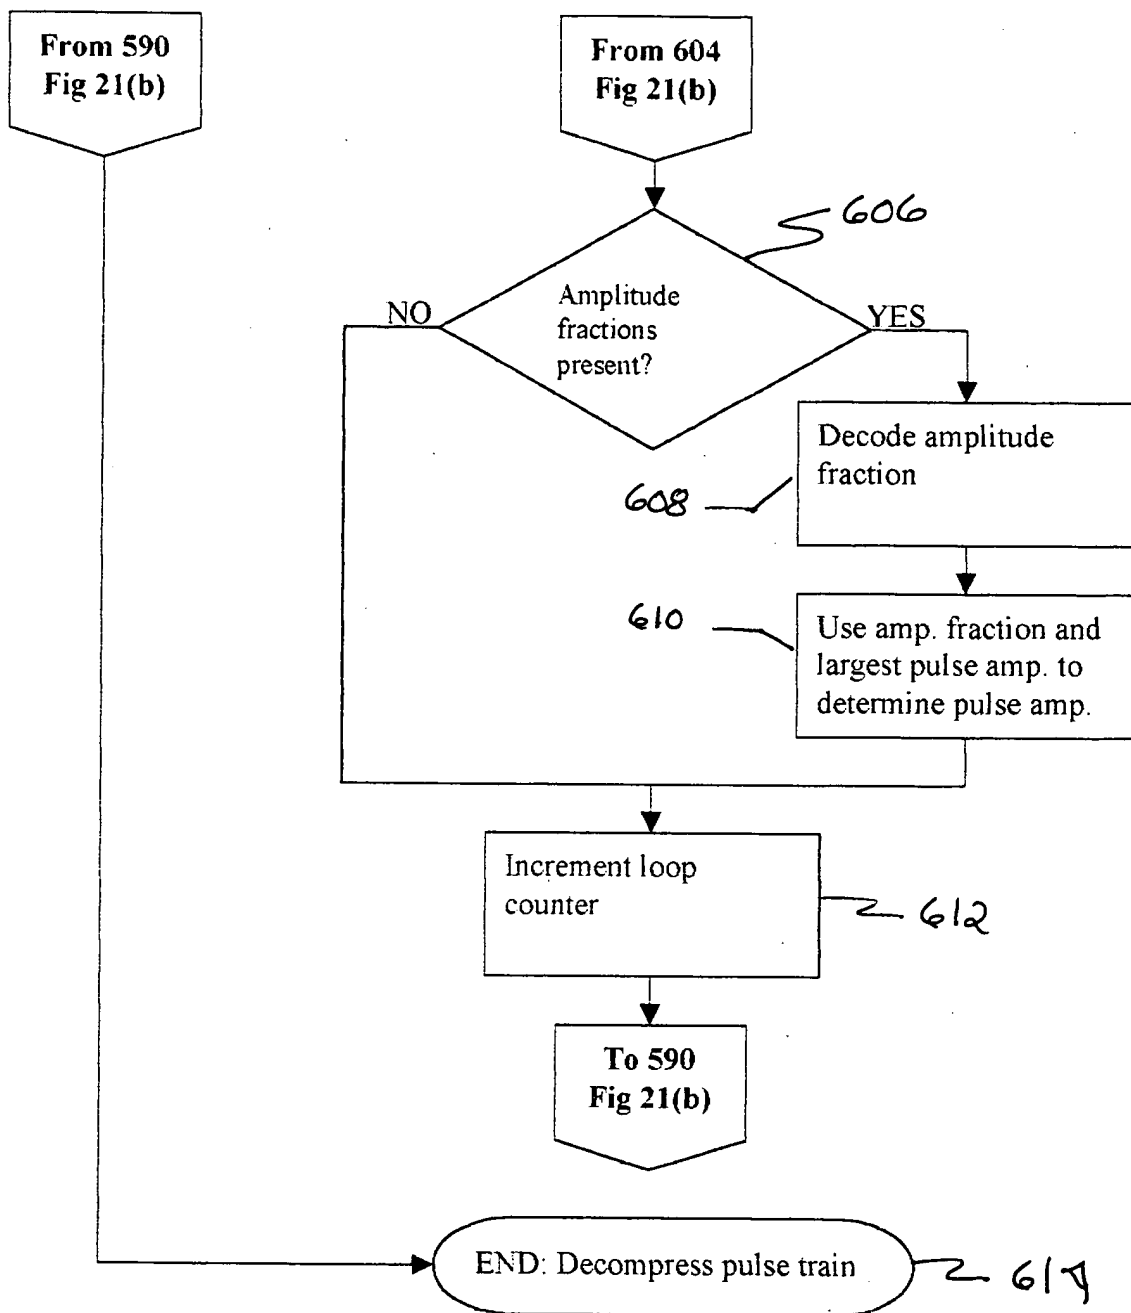 From 590
Fig 21(b)
From 604
Fig 21(b)
606
Amplitude
fractions
present?
NO
YES
Decode amplitude
fraction
608
610
Use amp. fraction and
largest pulse amp. to
determine pulse amp.
Increment loop
counter
612
To 590
Fig 21(b)
END: Decompress pulse train
614